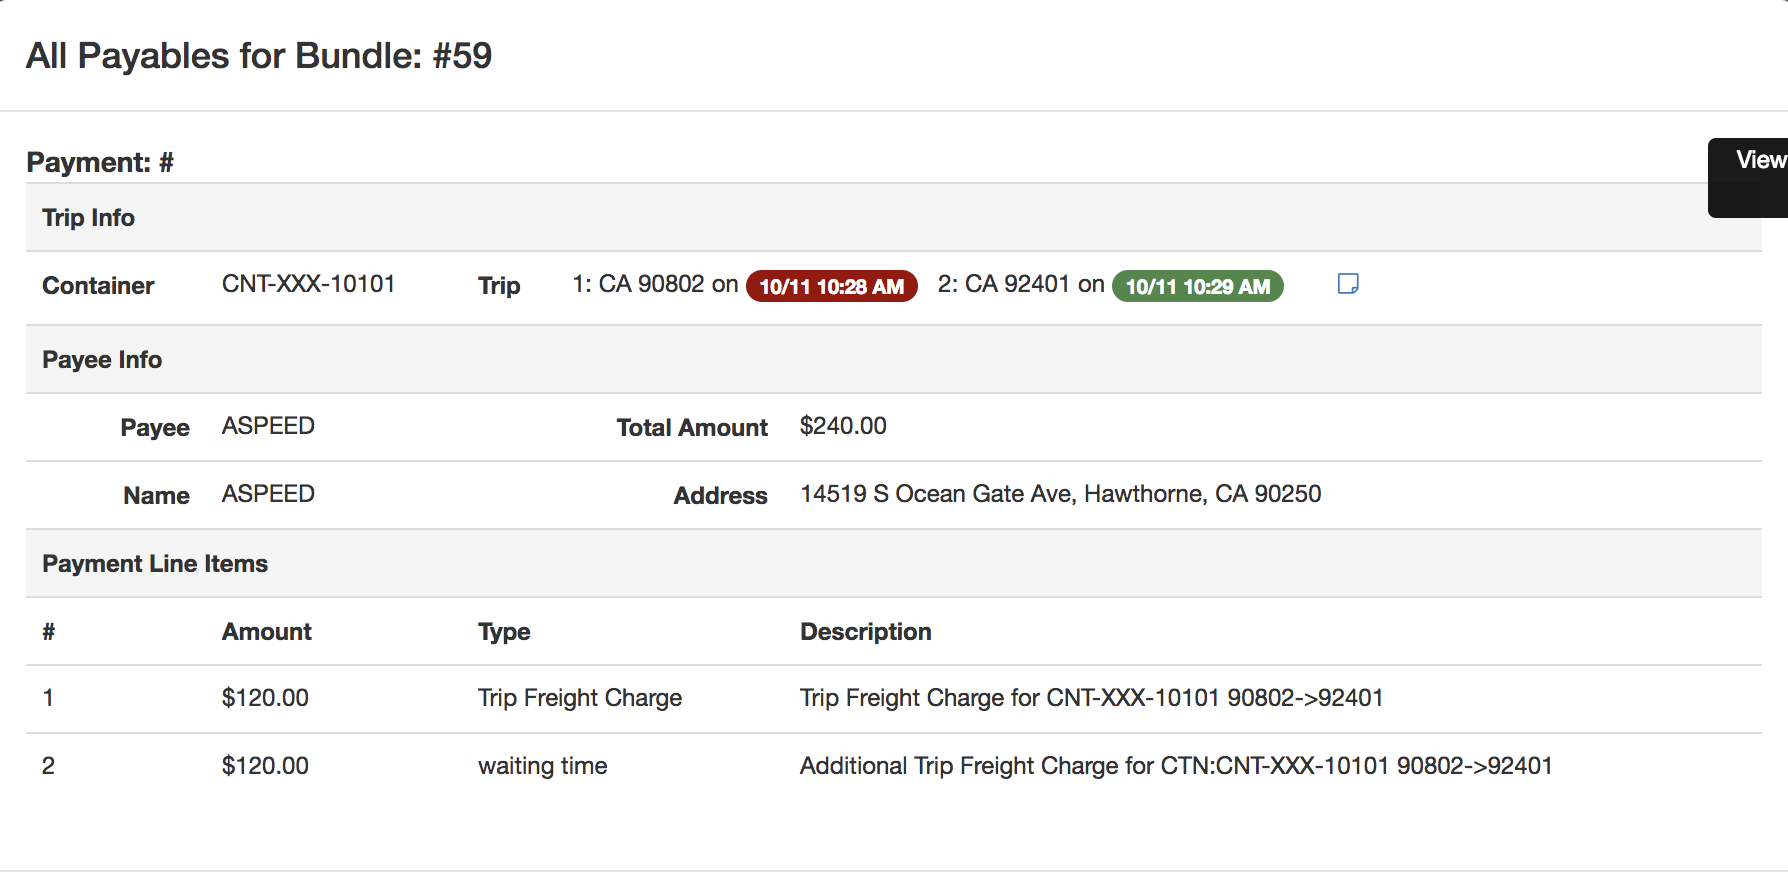 All Payables for Bundle: #59
Payment: #
View
Trip Info
Container CNT-XXX-10101 Trip 1: CA 90802 on 10/11 10:28 AM 2: CA 92401 on 10/11 10:29 AM
Payee Info
Payee ASPEED Total Amount $240.00
Name ASPEED Address 14519 S Ocean Gate Ave, Hawthorne, CA 90250
Payment Line Items
# Amount Type Description
1 $120.00 Trip Freight Charge Trip Freight Charge for CNT-XXX-10101 90802->92401
2 $120.00 waiting time Additional Trip Freight Charge for CTN:CNT-XXX-10101 90802->92401